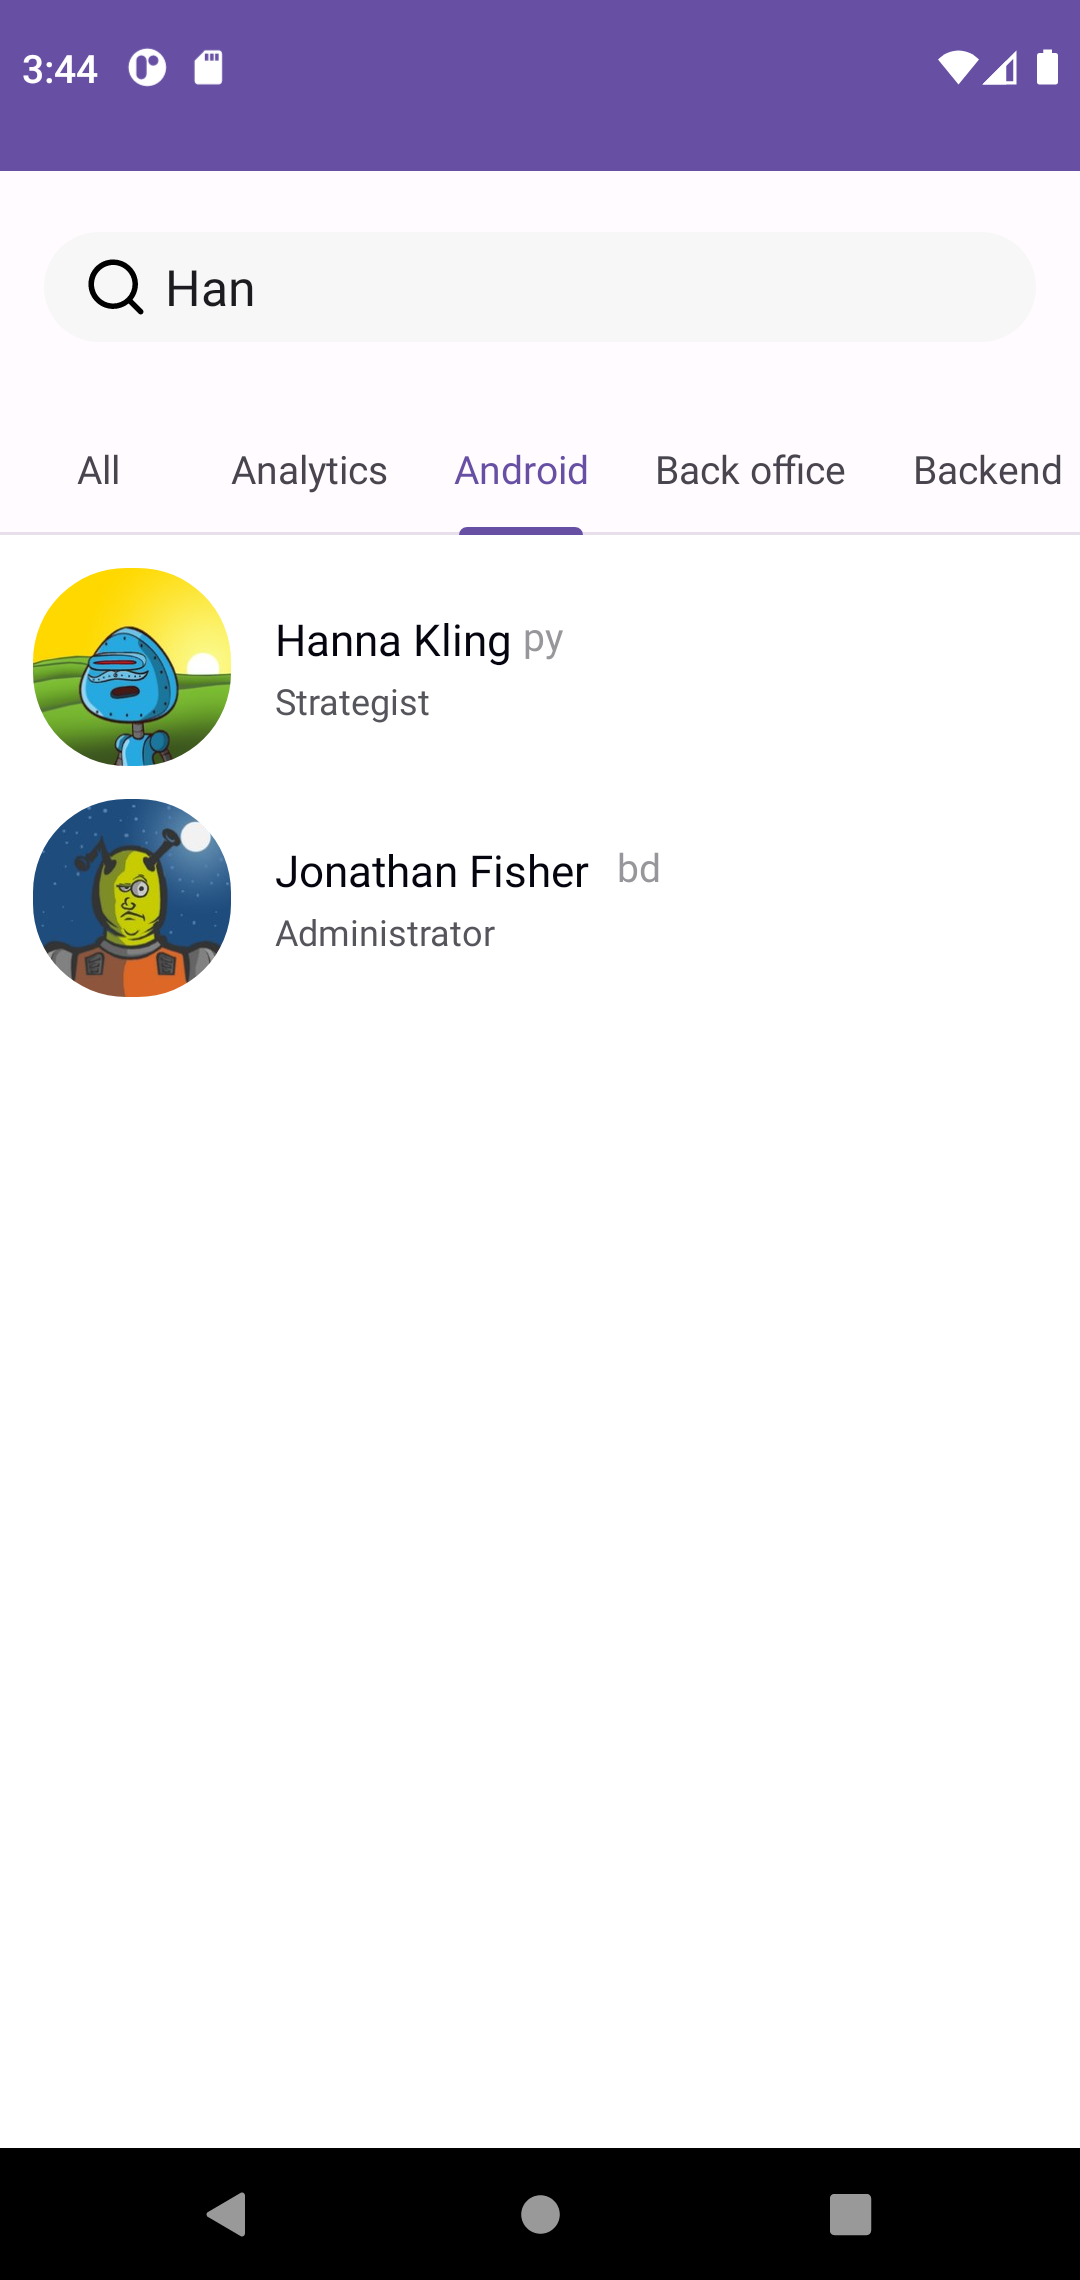 3:44
Han
All Analytics Android Back office Backend
Hanna Kling py
Strategist
Jonathan Fisher bd
Administrator